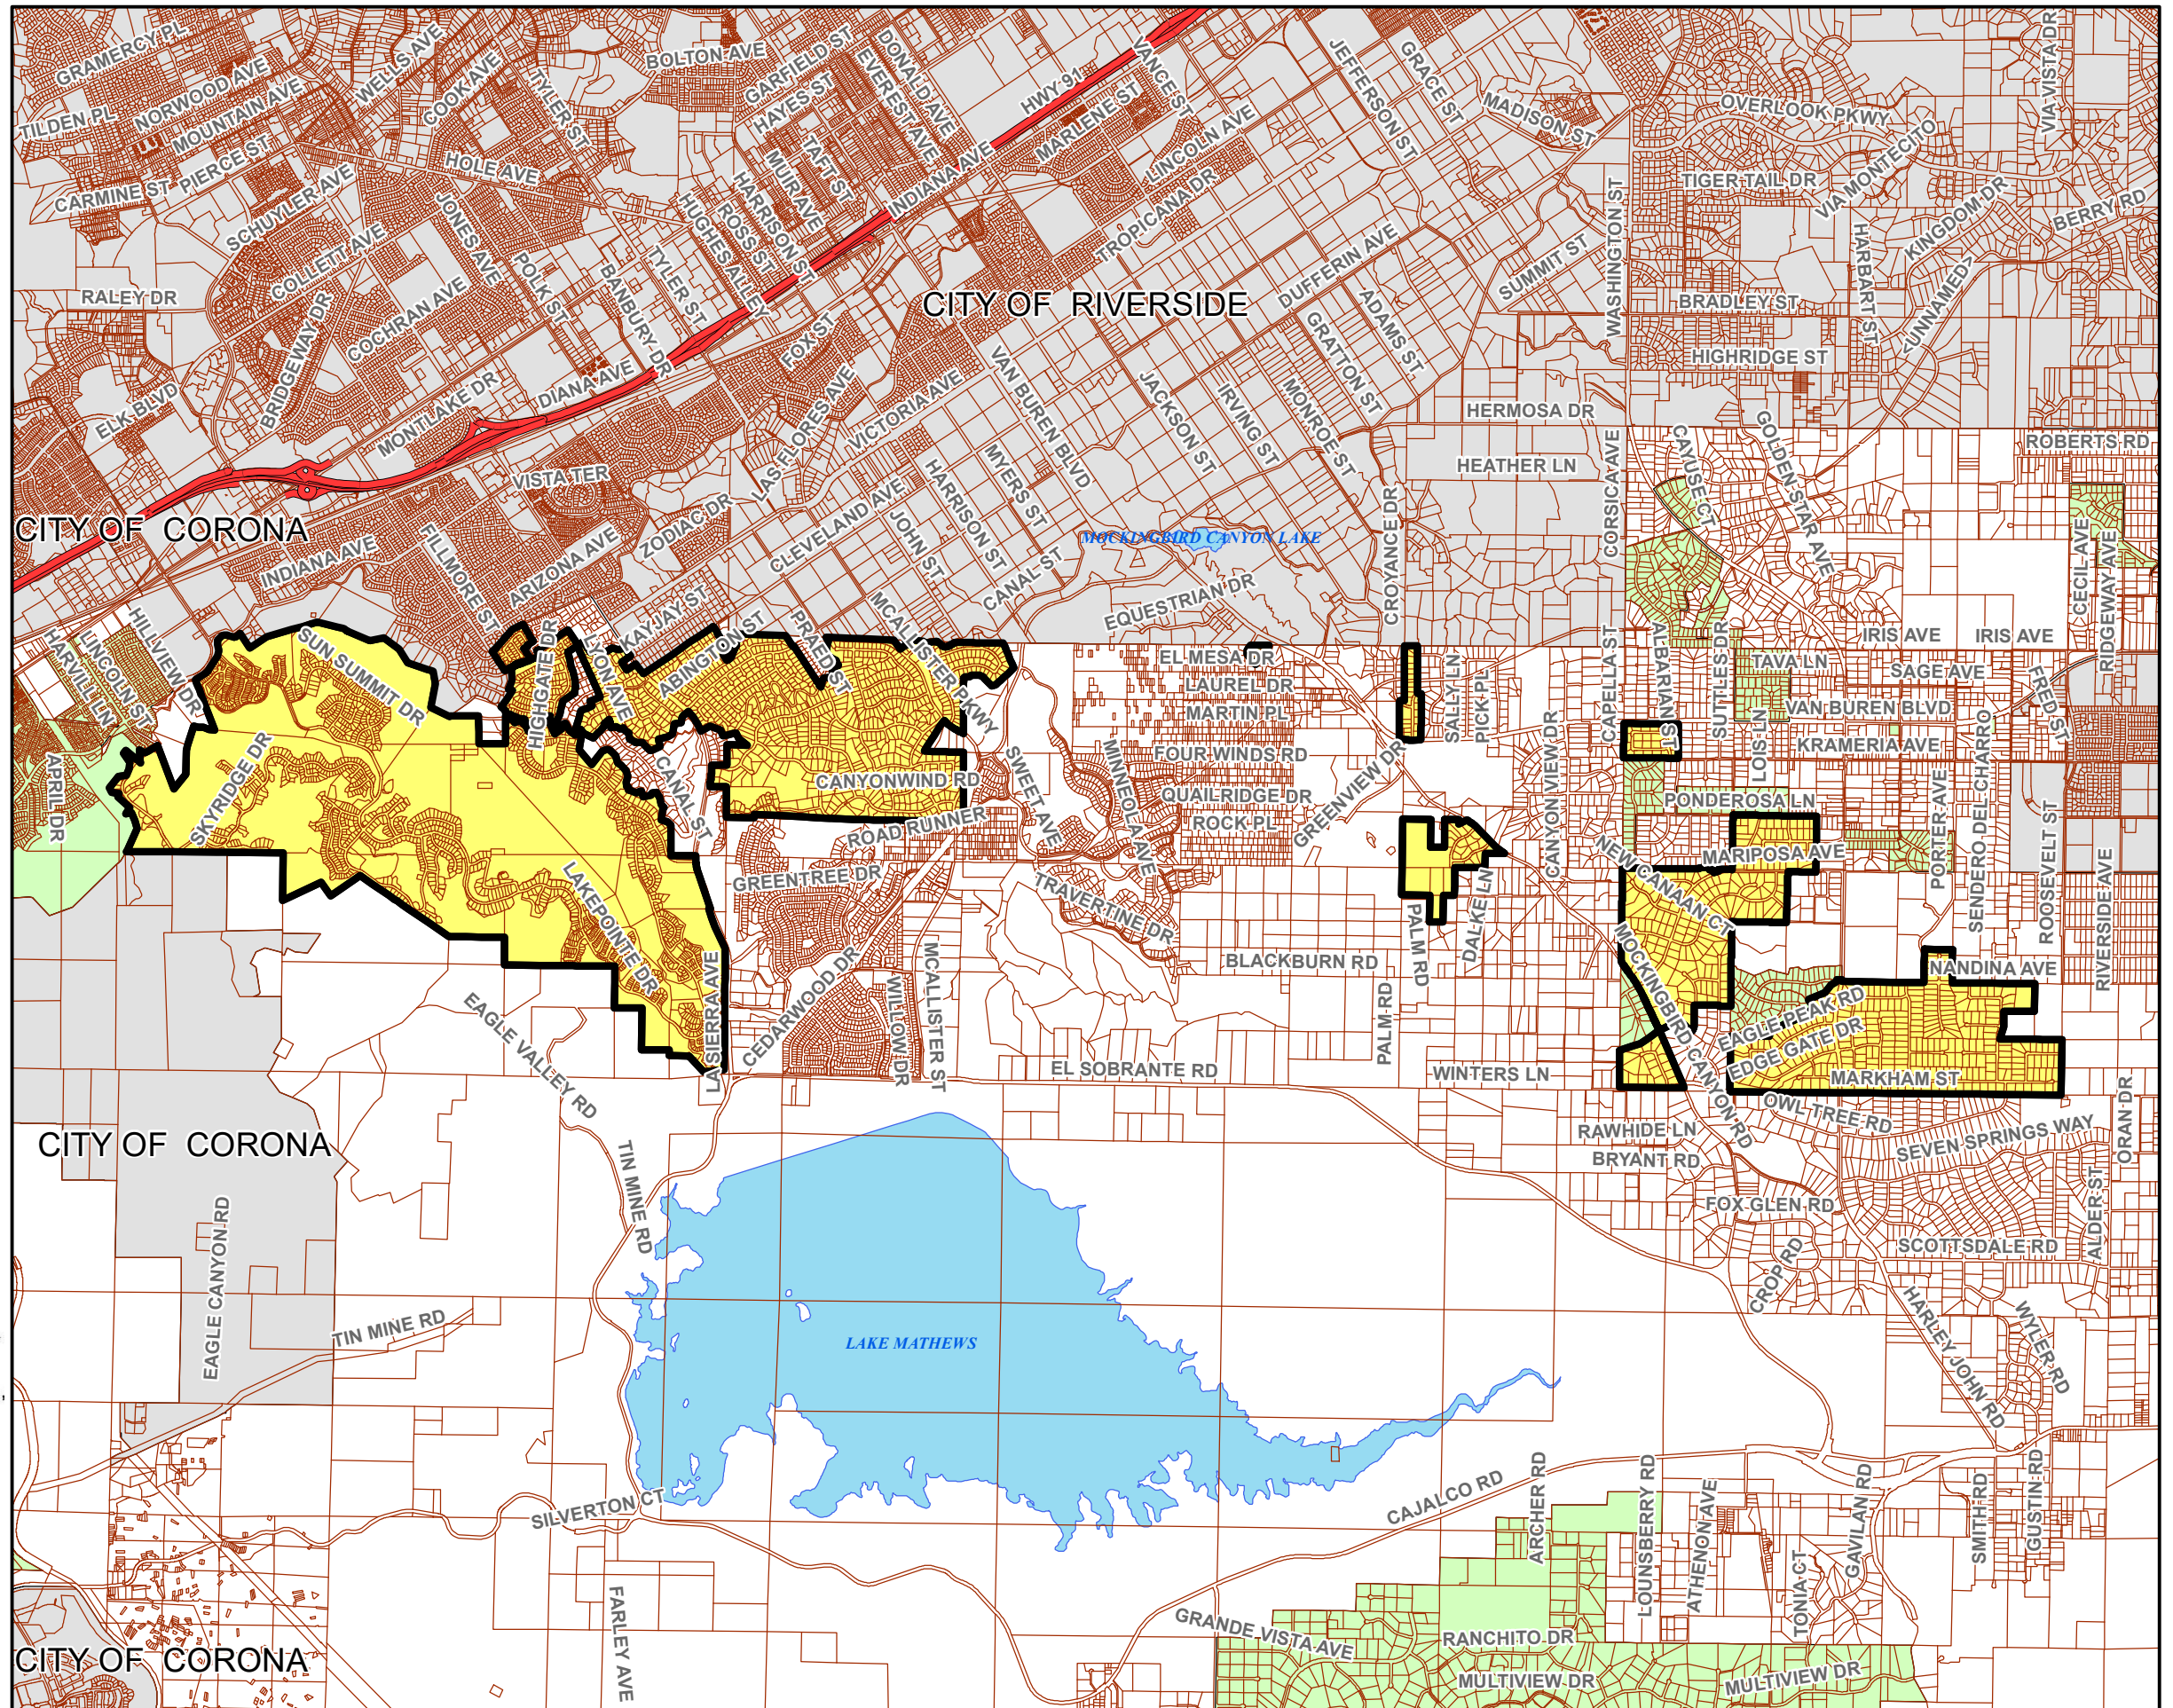 GRAMERCY PL
WELLS AVE
BOLTON AVE
GARFIELD ST
DONALD AVE
VANCE ST
JEFFERSON ST
GRACE ST
VIA VISTA DR
NORWOOD AVE
COOK AVE
TYLER ST
HAYES ST
EVEREST AVE
HWY 91
MADISON ST
OVERLOOK PKWY
TILDEN PL
MOUNTAIN AVE
MARLENE ST
PIERCE ST
HOLE AVE
MUIR AVE
TAFT ST
LINCOLN AVE
TIGER TAIL DR
VIA MONTECITO
CARMINE ST
SCHUYLER AVE
JONES AVE
HUGHES ALLEY
ROSS ST
HARRISON ST
INDIANA AVE
TROPICANA DR
WASHINGTON ST
KINGDOM DR
BERRY RD
COLLETT AVE
POLK ST
BANBURY DR
TYLER ST
DUFFERIN AVE
SUMMIT ST
HARBART ST
<UNNAMED>
RALEY DR
BRIDGEWAY DR
COCHRAN AVE
CITY OF  RIVERSIDE
ADAMS ST
BRADLEY ST
FOX ST
GRATTON ST
HIGHRIDGE ST
ELK BLVD
MONTLAKE DR
DIANA AVE
LAS FLORES AVE
VICTORIA AVE
VAN BUREN BLVD
JACKSON ST
IRVING ST
MONROE ST
HERMOSA DR
CAYUSE CT
GOLDEN STAR AVE
ROBERTS RD
VISTA TER
HARRISON ST
MYERS ST
HEATHER LN
CORSICA AVE
CITY OF  CORONA
INDIANA AVE
FILLMORE ST
ARIZONA AVE
ZODIAC DR
CLEVELAND AVE
JOHN ST
MOCKINGBIRD CANYON LAKE
CROYANCE DR
CECIL AVE
RIDGEWAY AVE
CANAL ST
EQUESTRIAN DR
HARVILL LN
LINCOLN ST
HILLVIEW DR
SUN SUMMIT DR
HIGHGATE DR
LYON AVE
KAY JAY ST
ABINGTON ST
PRIED ST
MCALLISTER PKWY
ELMESA DR
LAUREL DR
MARTIN PL
SALLY LN
PICK PL
CAPELLA ST
ALABARIAN ST
SUTTLES DR
IRIS AVE
IRIS AVE
TAVA LN
SAGE AVE
FRED ST
VAN BUREN BLVD
KRAMERIA AVE
APRIL DR
SKYRIDGE DR
CANAL ST
CANYONWIND RD
ROAD RUNNER
SWEET AVE
MINNEOLA AVE
FOUR WINDS RD
QUAILRIDGE DR
ROCK PL
GREENVIEW DR
CANYON VIEW DR
LOIS LN
PONDEROSA LN
MARIPOSA AVE
PORTER AVE
SENDERO DEL CHARRO
ROOSEVELT ST
RIVERSIDE AVE
LAKEPOINTE DR
GREENTREE DR
TRAVERTINE DR
BLACKBURN RD
PALM RD
DALKE LN
NEW CANAAN CT
LA SIERRA AVE
CEDARWOOD DR
WILLOW DR
MCALLISTER ST
PALM RD
MOCKINGBIRD CANYON RD
NANDINA AVE
EAGLE PEAK RD
EDGE GATE DR
MARKHAM ST
EAGLE VALLEY RD
EL SOBRANTE RD
WINTERS LN
OWL TREE RD
ORAN DR
CITY OF  CORONA
TIN MINE RD
RAWHIDE LN
BRYANT RD
SEVEN SPRINGS WAY
EAGLE CANYON RD
FOX GLEN RD
ALDER ST
SCOTTSDALE RD
CROP RD
TIN MINE RD
LAKE MATHEWS
HARLEY JOHN RD
WYLER RD
SILVERTON CT
CAJALCO RD
ARCHER RD
LOUNSBERRY RD
ATHENON AVE
GAVILAN RD
SMITH RD
GUSTIN RD
TONA CT
FARLEY AVE
GRANDE VISTA AVE
RANCHITO DR
MULTIVIEW DR
MULTIVIEW DR
CITY OF  CORONA